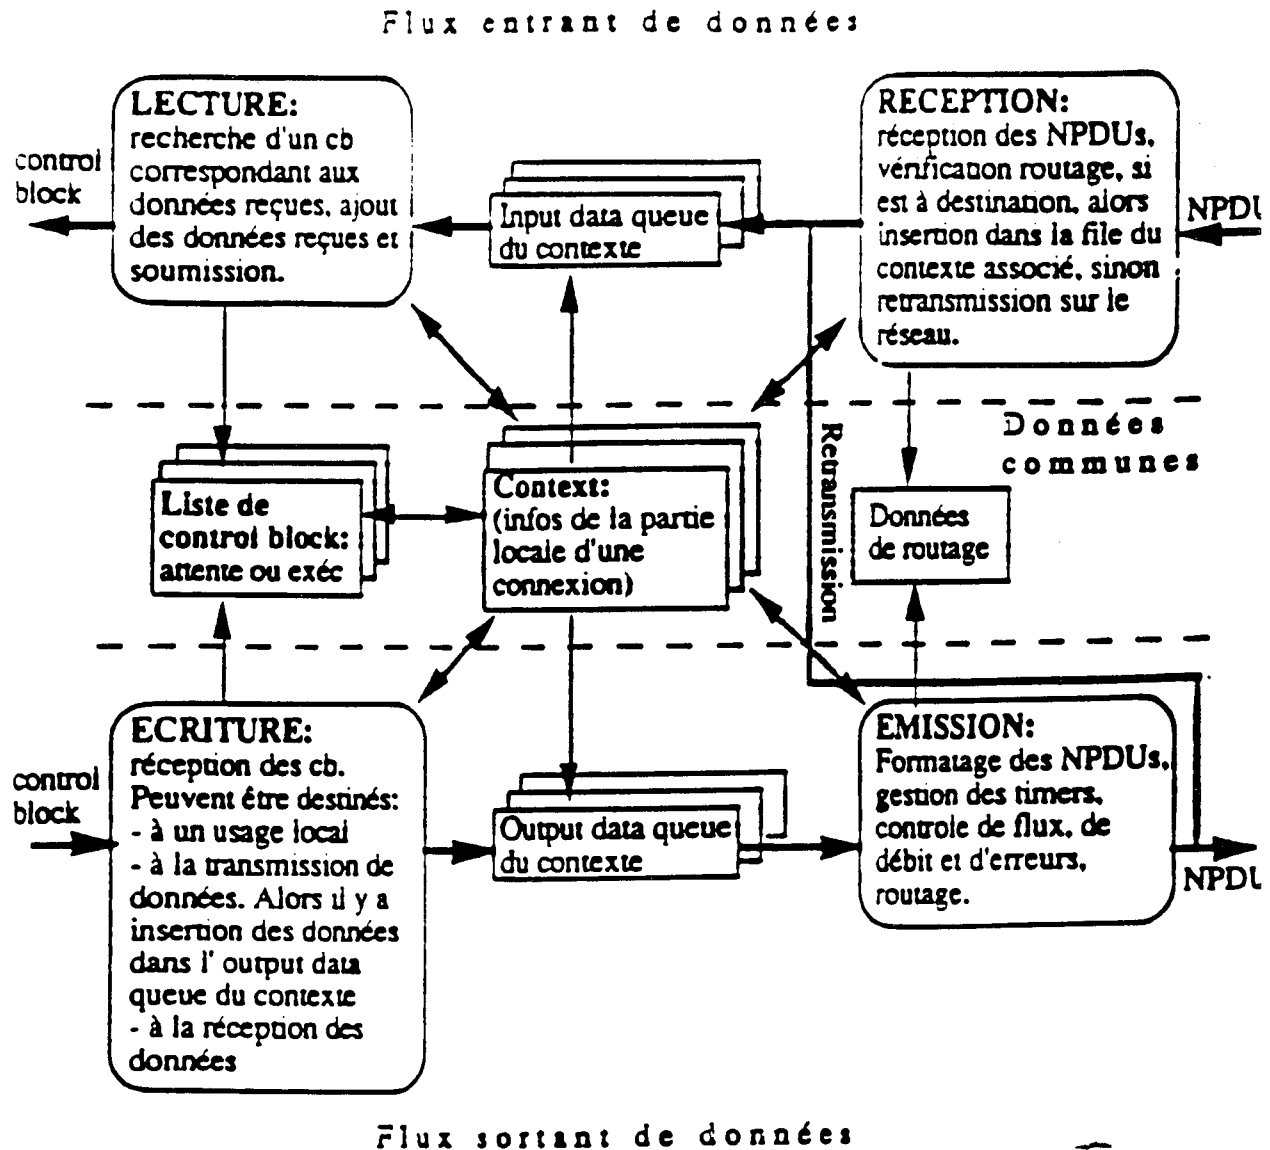 Flux entrant de données
LECTURE:
recherche d'un cb
correspondant aux
données reçues, ajout
des données reçues et
soumission.
control
block
Input data queue
du contexte
RECEPTION:
réception des NPDUs,
vérification routage, si
est à destination, alors
insertion dans la file du
contexte associé, sinon
retransmission sur le
réseau.
NPDU
Données
communes
Retransmission
Liste de
control block:
attente ou exéc
Context:
(infos de la partie
locale d'une
connexion)
Données
de routage
ECRITURE:
réception des cb.
Peuvent être destinés:
- à un usage local
- à la transmission de
données. Alors il y a
insertion des données
dans l' output data
queue du contexte
- à la réception des
données
control
block
Output data queue
du contexte
EMISSION:
Formatage des NPDUs,
gestion des timers,
controle de flux, de
débit et d'erreurs,
routage.
NPDU
Flux sortant de données